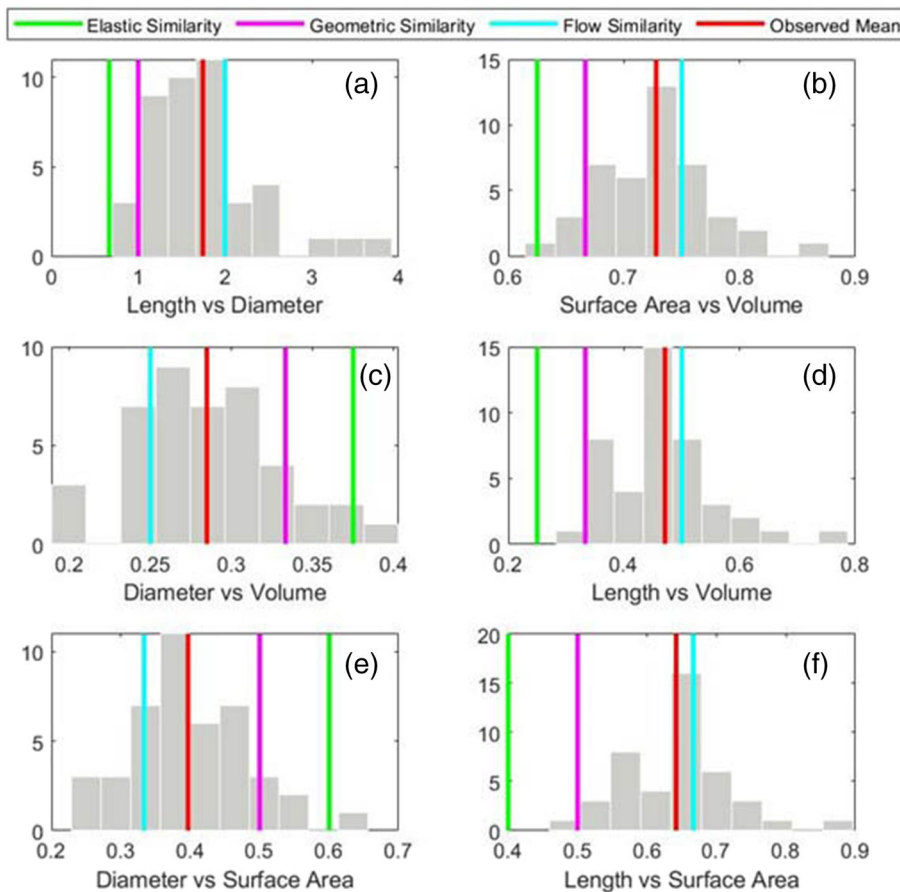 Elastic Similarity Geometric Similarity Flow Similarity Observed Mean
(a)
10
5
0
0 1 2 3 4
Length vs Diameter
(b)
15
10
5
0
0.6 0.7 0.8 0.9
Surface Area vs Volume
(c)
10
5
0
0.2 0.25 0.3 0.35 0.4
Diameter vs Volume
(d)
15
10
5
0
0.2 0.4 0.6 0.8
Length vs Volume
(e)
10
5
0
0.2 0.3 0.4 0.5 0.6 0.7
Diameter vs Surface Area
(f)
20
15
10
5
0
0.4 0.5 0.6 0.7 0.8 0.9
Length vs Surface Area